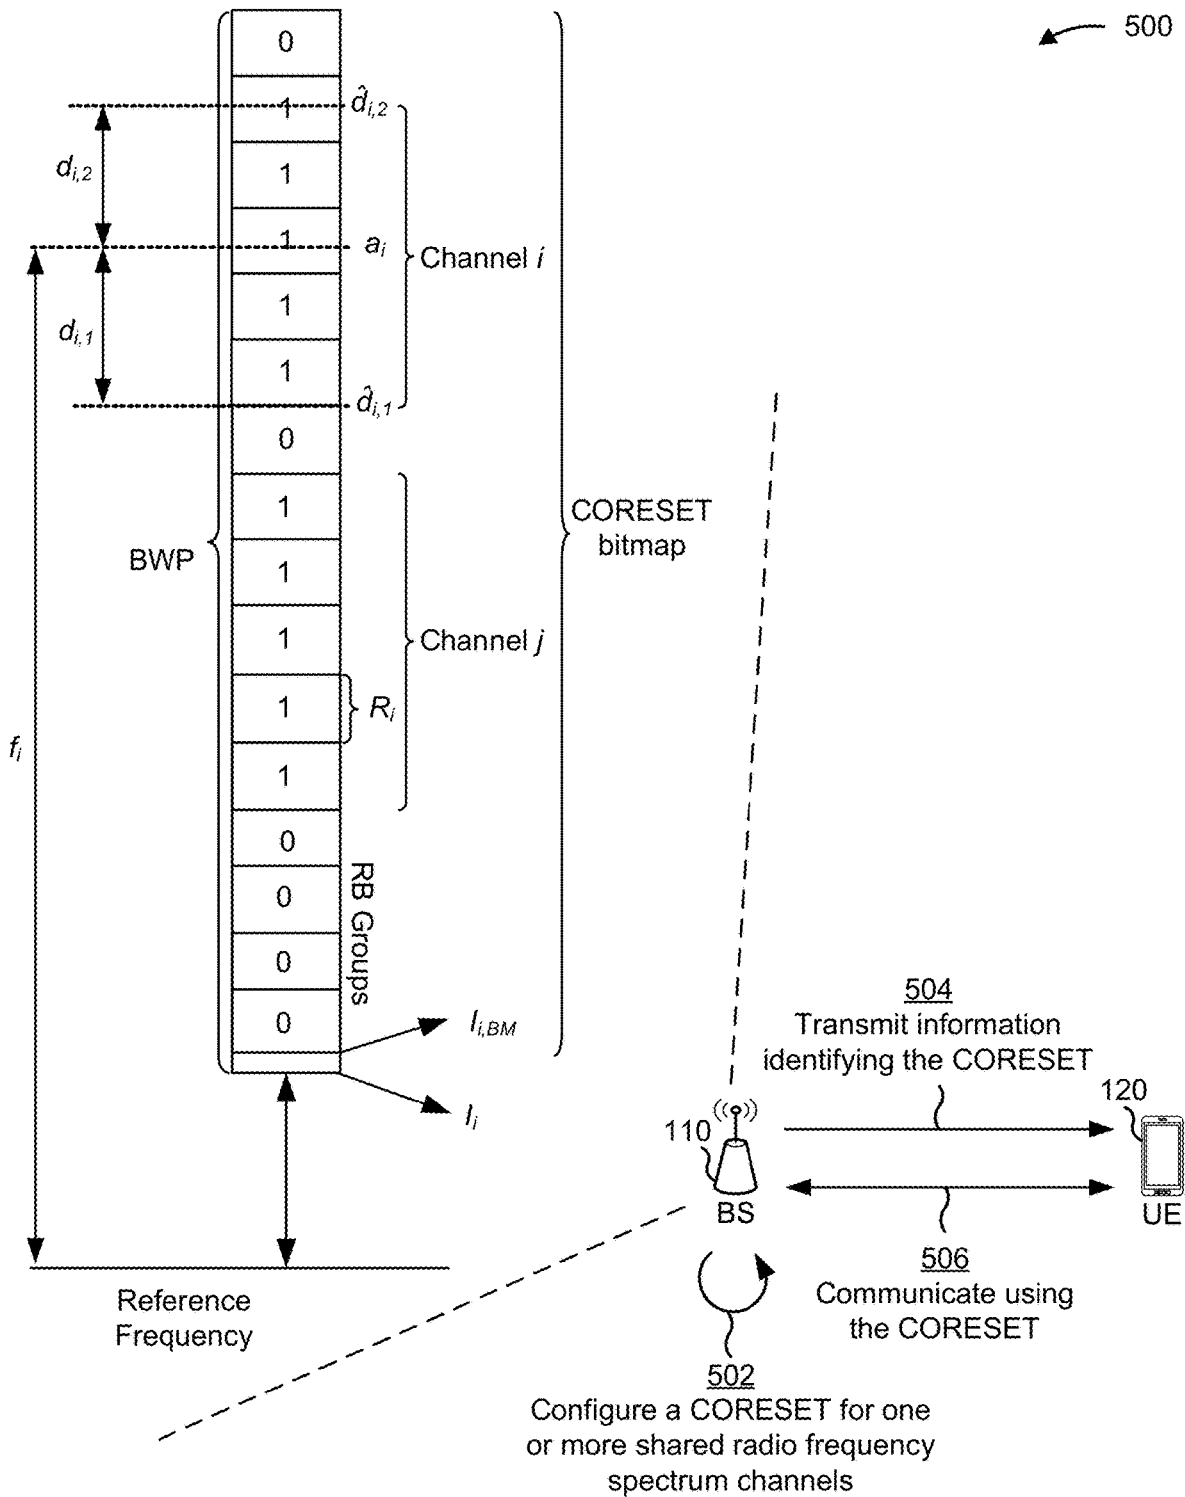 500
0
1
d̂i,2
di,2
1
1
ai
Channel i
1
di,1
1
d̂i,1
0
1
CORESET
bitmap
BWP
1
1
Channel j
1
Ri
fi
1
0
RB Groups
0
0
0
Ii,BM
Ii
504
Transmit information
identifying the CORESET
120
110
BS
UE
506
Communicate using
the CORESET
Reference
Frequency
502
Configure a CORESET for one
or more shared radio frequency
spectrum channels